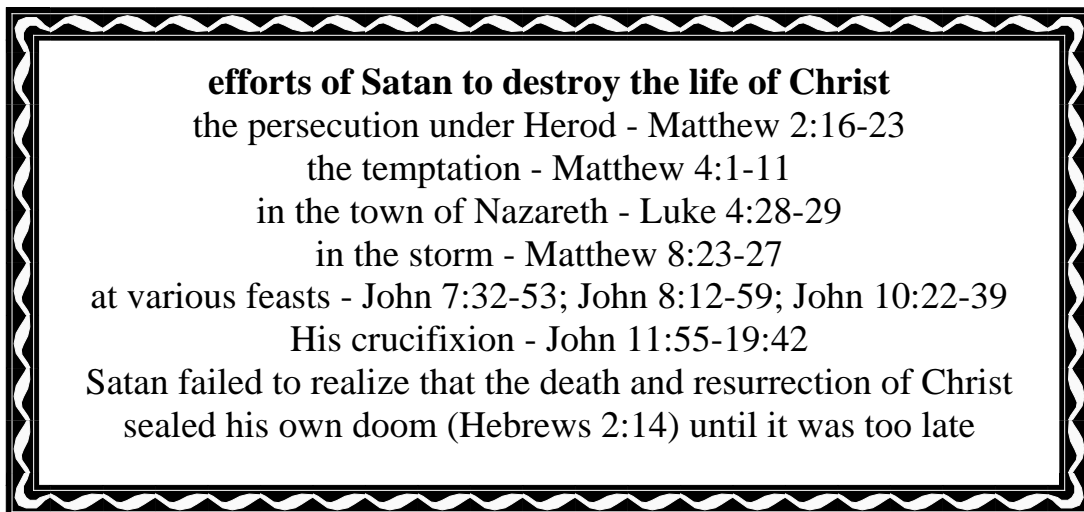 efforts of Satan to destroy the life of Christ
the persecution under Herod - Matthew 2:16-23
the temptation - Matthew 4:1-11
in the town of Nazareth - Luke 4:28-29
in the storm - Matthew 8:23-27
at various feasts - John 7:32-53; John 8:12-59; John 10:22-39
His crucifixion - John 11:55-19:42
Satan failed to realize that the death and resurrection of Christ
sealed his own doom (Hebrews 2:14) until it was too late